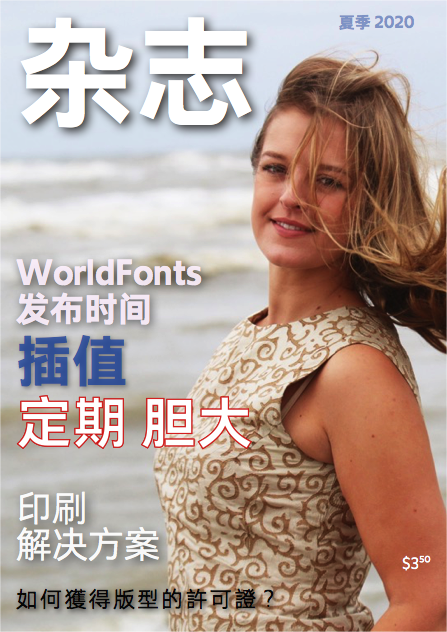 夏季 2020
杂志
WorldFonts
发布时间
插值
定期 胆大
印刷
解决方案
$3⁵⁰
如何獲得版型的許可證？